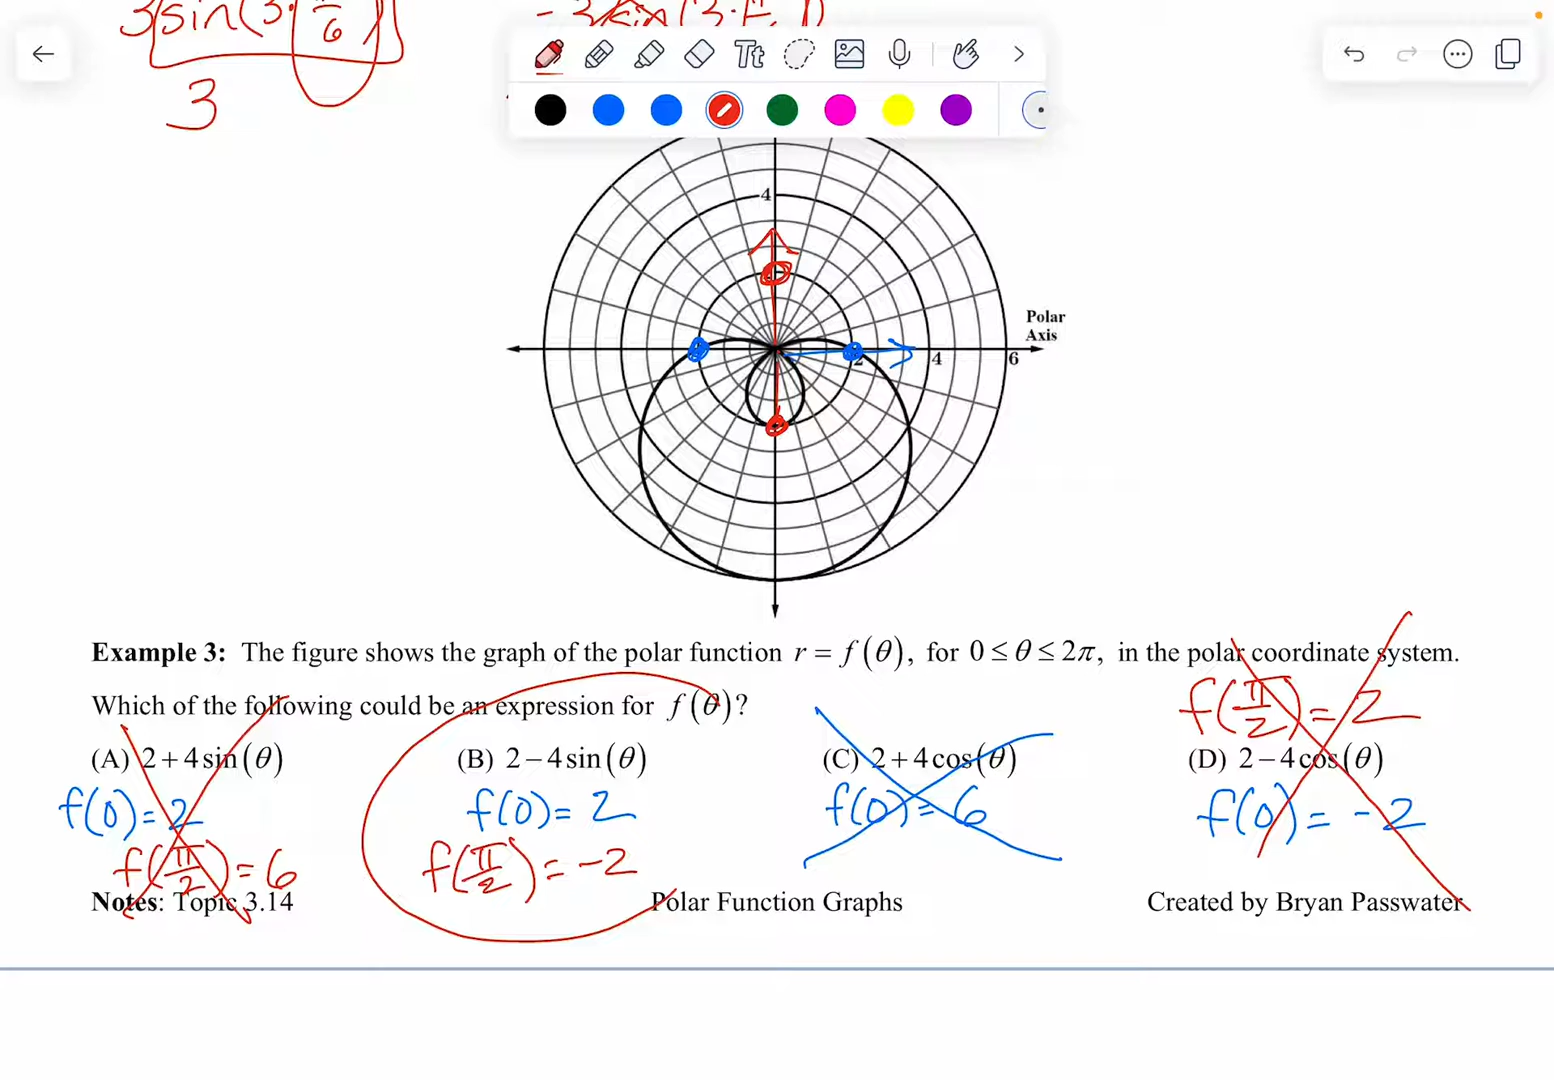 3sin(3·π/6)
-3sin(3·
3
Tt
4
Polar
Axis
2
4
6
Example 3: The figure shows the graph of the polar function r = f(θ), for 0 ≤ θ ≤ 2π, in the polar coordinate system.
Which of the following could be an expression for f(θ)?
f(π/2) = 2
(A) 2+4sin(θ) (B) 2−4sin(θ) (C) 2+4cos(θ) (D) 2−4cos(θ)
f(0)=2 f(0)=2 f(0)=6 f(0)=-2
f(π/2)=6 f(π/2)=-2
Notes: Topic 3.14 Polar Function Graphs Created by Bryan Passwater